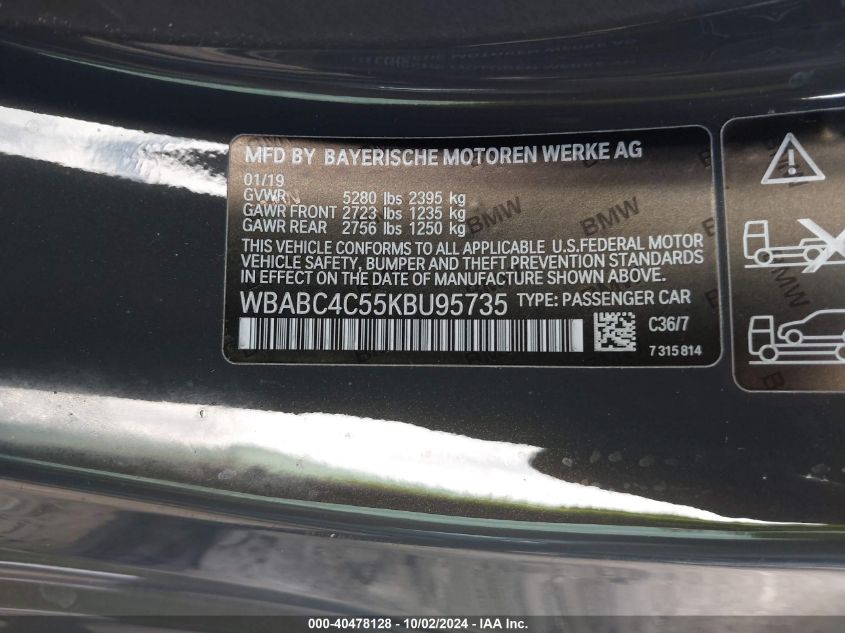 MFD BY BAYERISCHE MOTOREN WERKE AG
01/19
GVWR 5280 lbs 2395 kg
GAWR FRONT 2723 lbs 1235 kg
GAWR REAR 2756 lbs 1250 kg
THIS VEHICLE CONFORMS TO ALL APPLICABLE U.S.FEDERAL MOTOR
VEHICLE SAFETY, BUMPER AND THEFT PREVENTION STANDARDS
IN EFFECT ON THE DATE OF MANUFACTURE SHOWN ABOVE.
WBABC4C55KBU95735 TYPE: PASSENGER CAR
C36/7
7 315 814
BMW
BMW
000-40478128 - 10/02/2024 - IAA Inc.